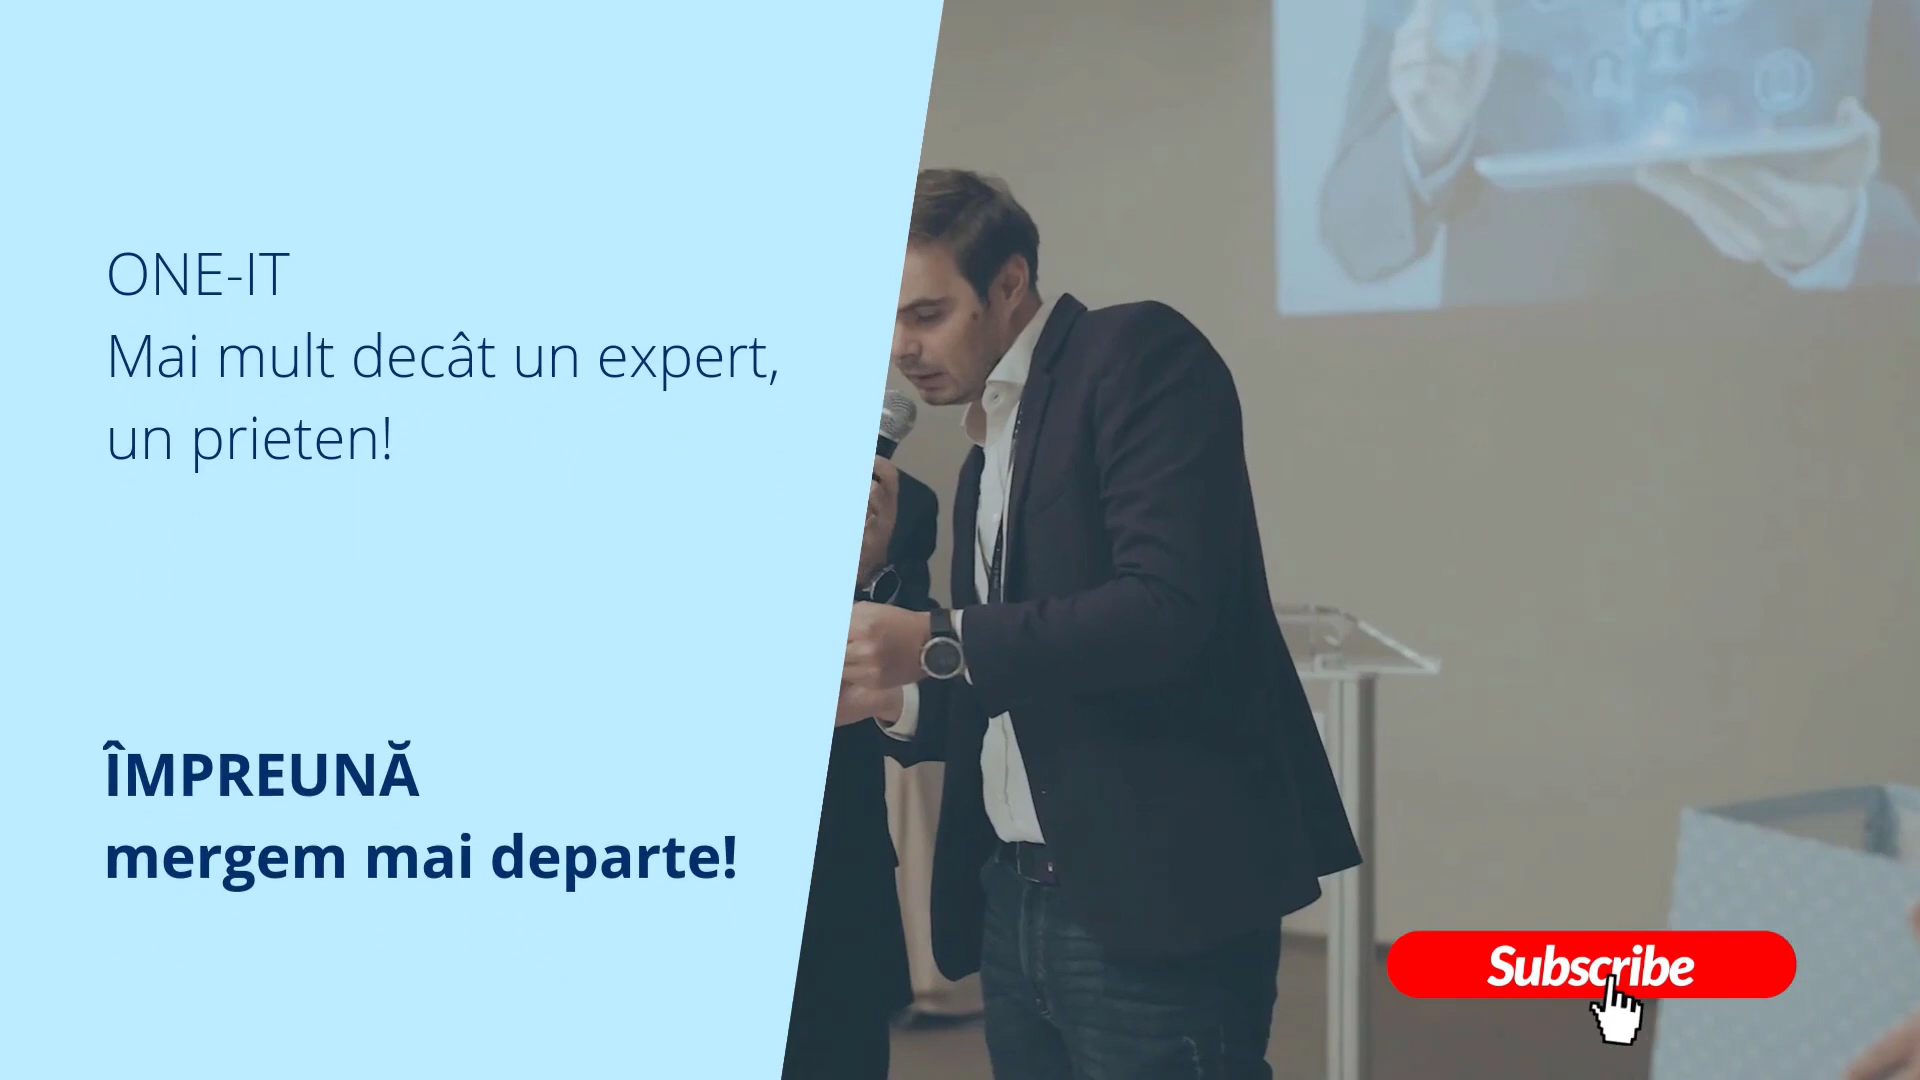 ONE-IT
Mai mult decât un expert,
un prieten!
ÎMPREUNĂ
mergem mai departe!
Subscribe